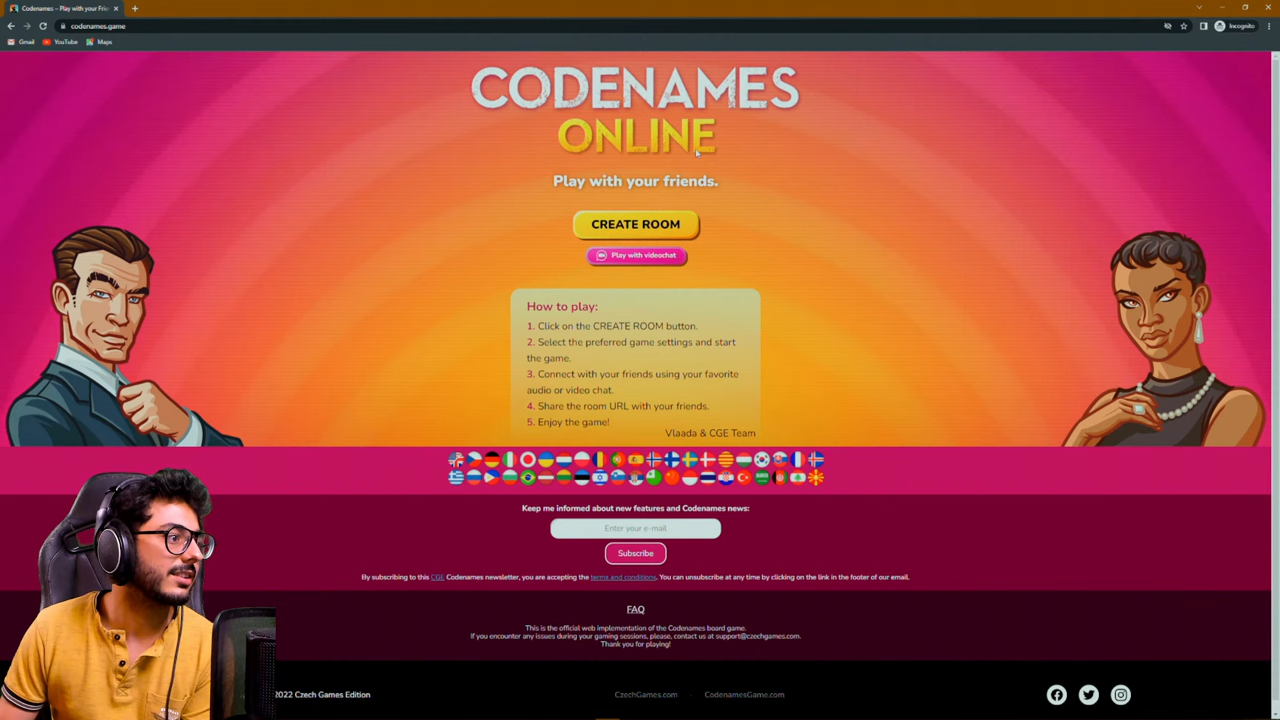 Codenames – Play with your Frie
codenames.game
Incognito
Gmail YouTube Maps
CODENAMES
ONLINE
Play with your friends.
CREATE ROOM
Play with videochat
How to play:
1. Click on the CREATE ROOM button.
2. Select the preferred game settings and start
the game.
3. Connect with your friends using your favorite
audio or video chat.
4. Share the room URL with your friends.
5. Enjoy the game!
Vlaada & CGE Team
Keep me informed about new features and Codenames news:
Enter your e-mail
Subscribe
By subscribing to this CGE Codenames newsletter, you are accepting the terms and conditions. You can unsubscribe at any time by clicking on the link in the footer of our email.
FAQ
This is the official web implementation of the Codenames board game.
If you encounter any issues during your gaming sessions, please, contact us at support@czechgames.com.
Thank you for playing!
2022 Czech Games Edition
CzechGames.com · CodenamesGame.com